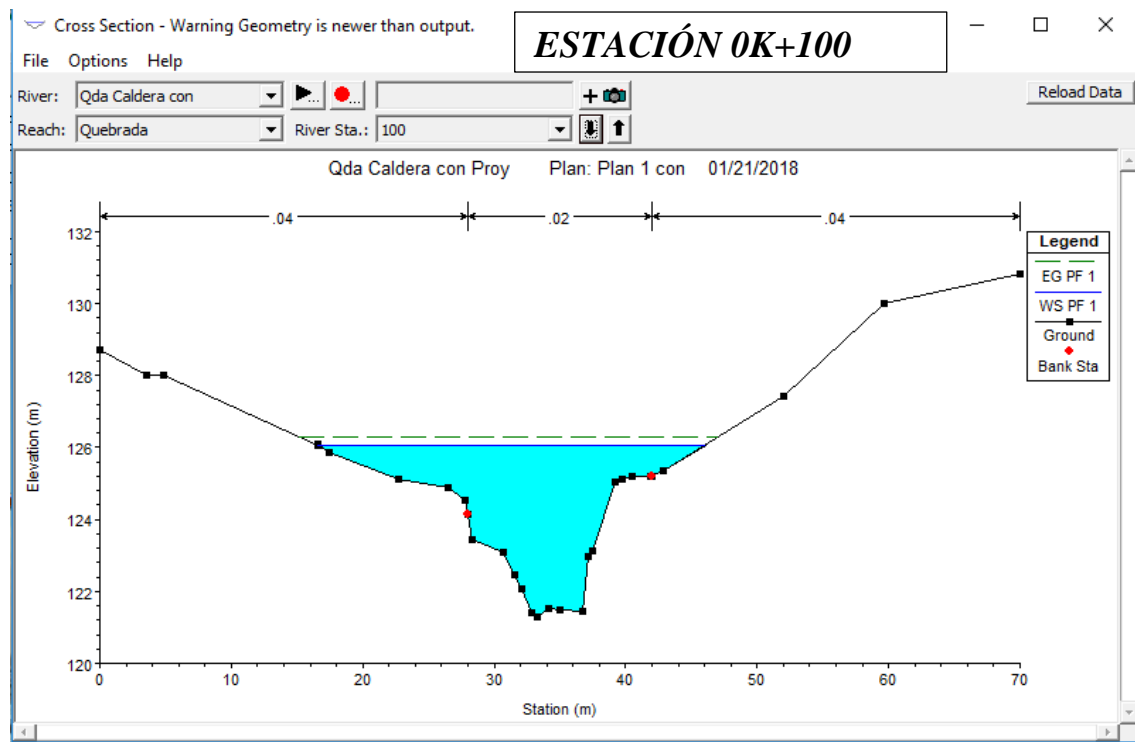 Cross Section - Warning Geometry is newer than output.
ESTACIÓN 0K+100
File Options Help
River: Qda Caldera con ... ... + Reload Data
Reach: Quebrada River Sta.: 100
Qda Caldera con Proy Plan: Plan 1 con 01/21/2018
.04 .02 .04
132
130
128
126
124
122
120
Elevation (m)
0 10 20 30 40 50 60 70
Station (m)
Legend
EG PF 1
WS PF 1
Ground
Bank Sta